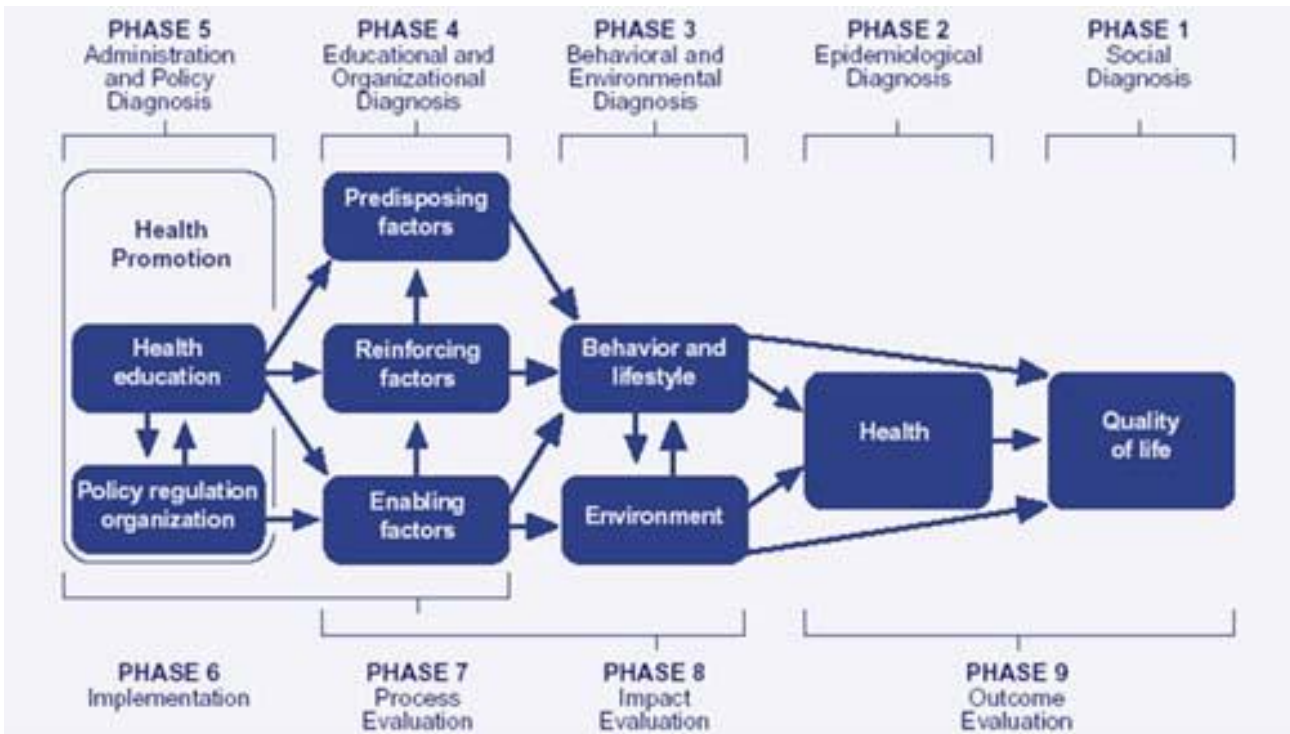 PHASE 5
Administration
and Policy
Diagnosis
PHASE 4
Educational and
Organizational
Diagnosis
PHASE 3
Behavioral and
Environmental
Diagnosis
PHASE 2
Epidemiological
Diagnosis
PHASE 1
Social
Diagnosis
Health
Promotion
Health
education
Policy regulation
organization
Predisposing
factors
Reinforcing
factors
Enabling
factors
Behavior and
lifestyle
Environment
Health
Quality
of life
PHASE 6
Implementation
PHASE 7
Process
Evaluation
PHASE 8
Impact
Evaluation
PHASE 9
Outcome
Evaluation